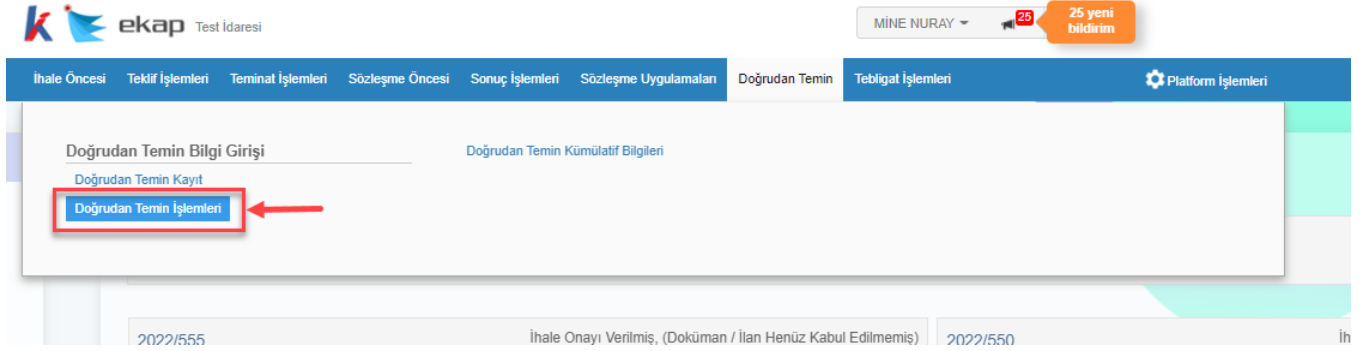 ekap Test İdaresi
MİNE NURAY
25
25 yeni
bildirim
İhale Öncesi Teklif İşlemleri Teminat İşlemleri Sözleşme Öncesi Sonuç İşlemleri Sözleşme Uygulamaları Doğrudan Temin Tebligat İşlemleri Platform İşlemleri
Doğrudan Temin Bilgi Girişi
Doğrudan Temin Kümülatif Bilgileri
Doğrudan Temin Kayıt
Doğrudan Temin İşlemleri
2022/555 İhale Onayı Verilmiş, (Doküman / İlan Henüz Kabul Edilmemiş) 2022/550